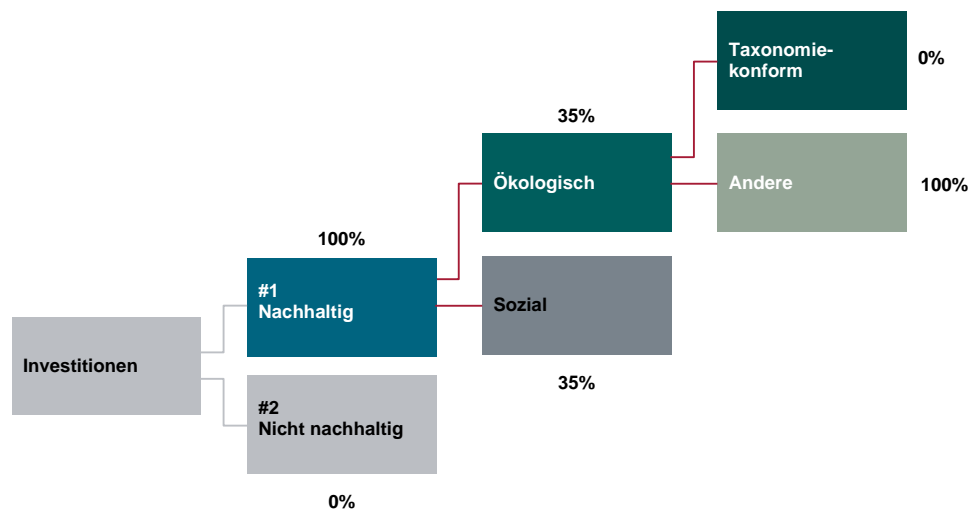 Taxonomie-
konform
0%
35%
Ökologisch
Andere
100%
100%
#1
Nachhaltig
Sozial
35%
Investitionen
#2
Nicht nachhaltig
0%